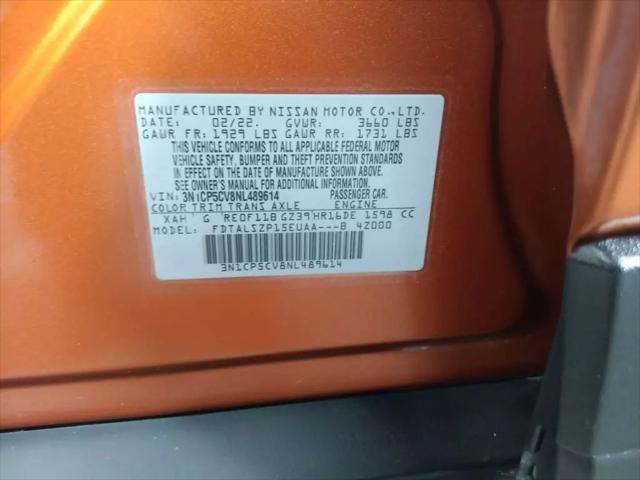 MANUFACTURED BY NISSAN MOTOR CO.,LTD.
DATE: 02/22. GVWR: 3660 LBS
GAWR FR: 1929 LBS GAWR RR: 1731 LBS
THIS VEHICLE CONFORMS TO ALL APPLICABLE FEDERAL MOTOR
VEHICLE SAFETY, BUMPER AND THEFT PREVENTION STANDARDS
IN EFFECT ON THE DATE OF MANUFACTURE SHOWN ABOVE.
SEE OWNER'S MANUAL FOR ADDITIONAL INFORMATION.
VIN: 3N1CP5CV8NL489614 PASSENGER CAR.
COLOR TRIM TRANS AXLE ENGINE
XAH G RE0F11B GZ39 HR16DE 1598 CC
MODEL: FDTALSZP15EUAA---B 4Z000
3N1CP5CV8NL489614